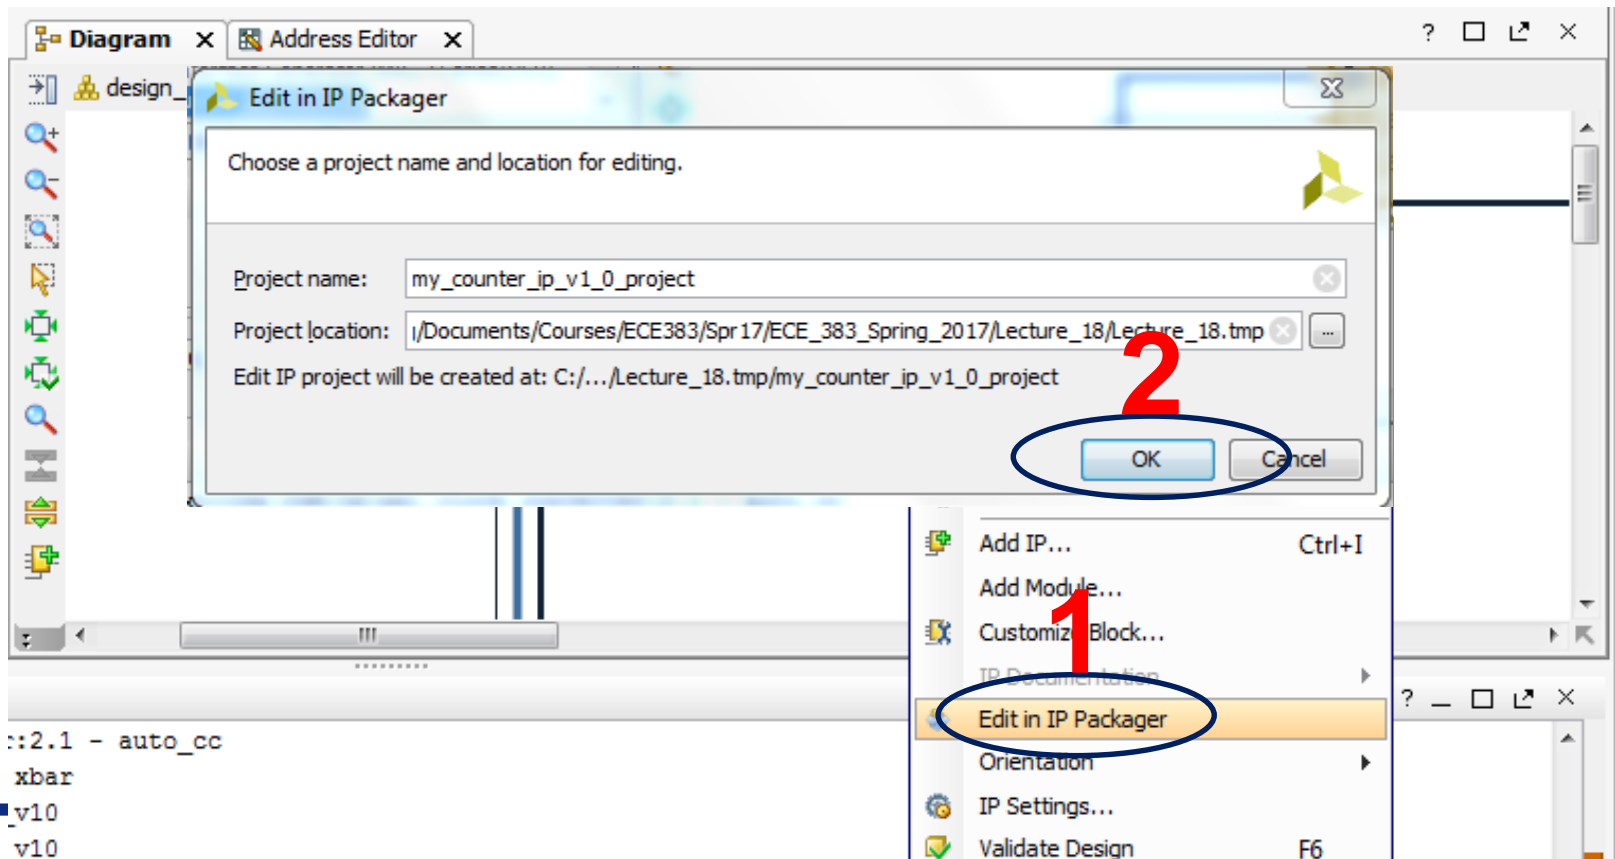 Diagram
Address Editor
design_
Edit in IP Packager
Choose a project name and location for editing.
Project name: my_counter_ip_v1_0_project
Project location: /Documents/Courses/ECE383/Spr17/ECE_383_Spring_2017/Lecture_18/Lecture_18.tmp
Edit IP project will be created at: C:/.../Lecture_18.tmp/my_counter_ip_v1_0_project
2
OK
Cancel
Add IP... Ctrl+I
Add Module...
1
Customize Block...
IP Documentation
Edit in IP Packager
Orientation
IP Settings...
Validate Design F6
:2.1 - auto_cc
xbar
_v10
v10